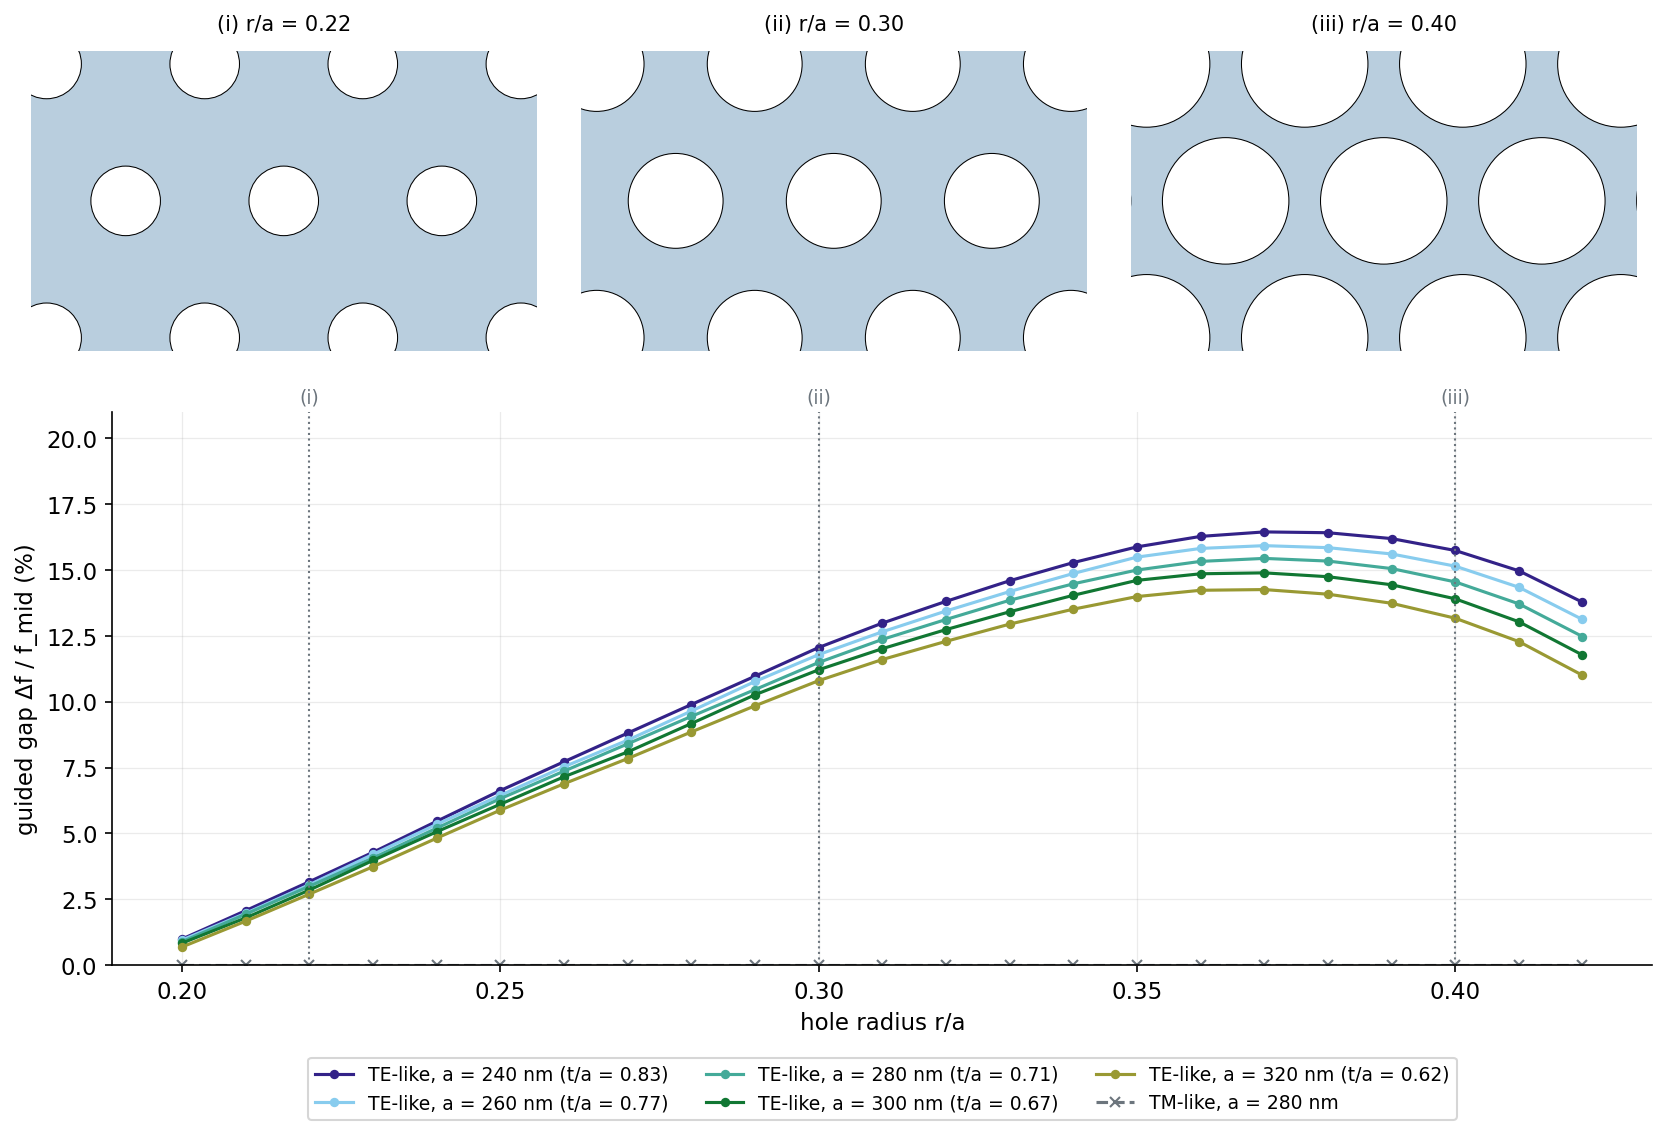 (i) r/a = 0.22
(ii) r/a = 0.30
(iii) r/a = 0.40
(i)
(ii)
(iii)
guided gap Δf / f_mid (%)
20.0
17.5
15.0
12.5
10.0
7.5
5.0
2.5
0.0
0.20
0.25
0.30
0.35
0.40
hole radius r/a
TE-like, a = 240 nm (t/a = 0.83)
TE-like, a = 260 nm (t/a = 0.77)
TE-like, a = 280 nm (t/a = 0.71)
TE-like, a = 300 nm (t/a = 0.67)
TE-like, a = 320 nm (t/a = 0.62)
TM-like, a = 280 nm